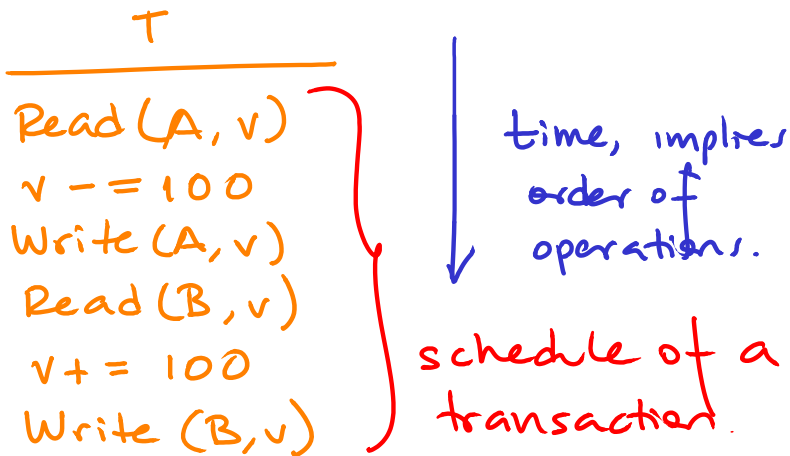 T
Read (A, v)
v -= 100
Write (A, v)
Read (B, v)
v += 100
Write (B, v)
time, implies
order of
operations.
schedule of a
transaction.